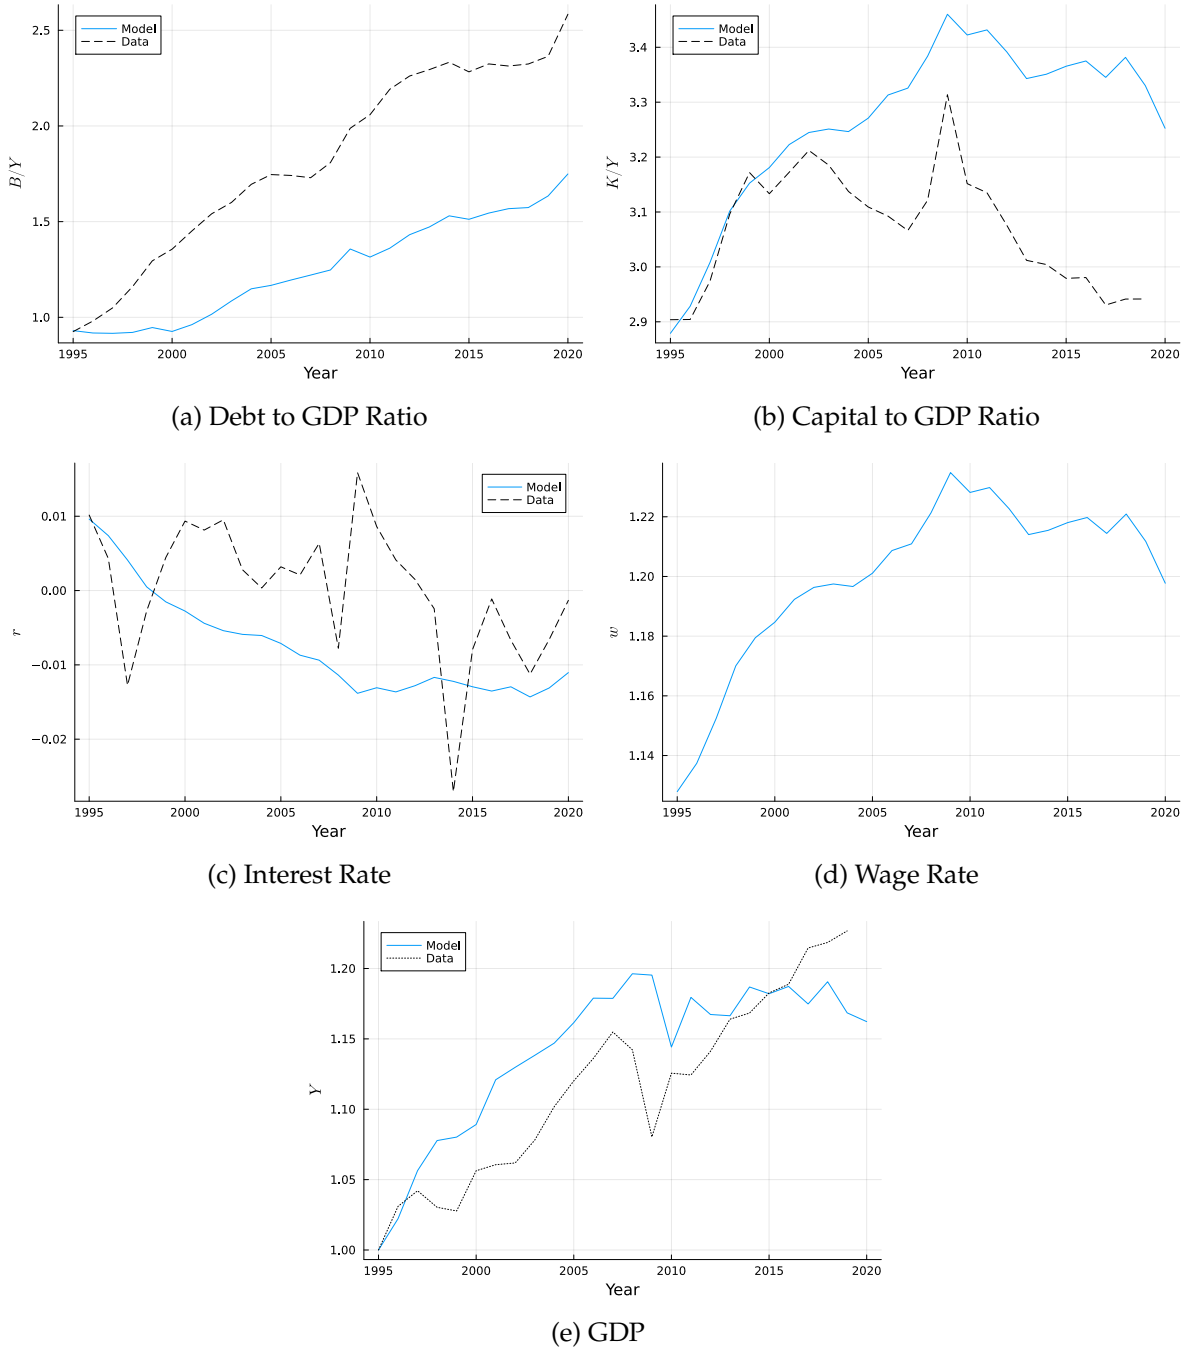 Model
Data
2.5
2.0
1.5
1.0
B/Y
1995 2000 2005 2010 2015 2020
Year
(a) Debt to GDP Ratio
Model
Data
3.4
3.3
3.2
3.1
3.0
2.9
K/Y
1995 2000 2005 2010 2015 2020
Year
(b) Capital to GDP Ratio
Model
Data
0.01
0.00
−0.01
−0.02
r
1995 2000 2005 2010 2015 2020
Year
(c) Interest Rate
1.22
1.20
1.18
1.16
1.14
w
1995 2000 2005 2010 2015 2020
Year
(d) Wage Rate
Model
Data
1.20
1.15
1.10
1.05
1.00
Y
1995 2000 2005 2010 2015 2020
Year
(e) GDP